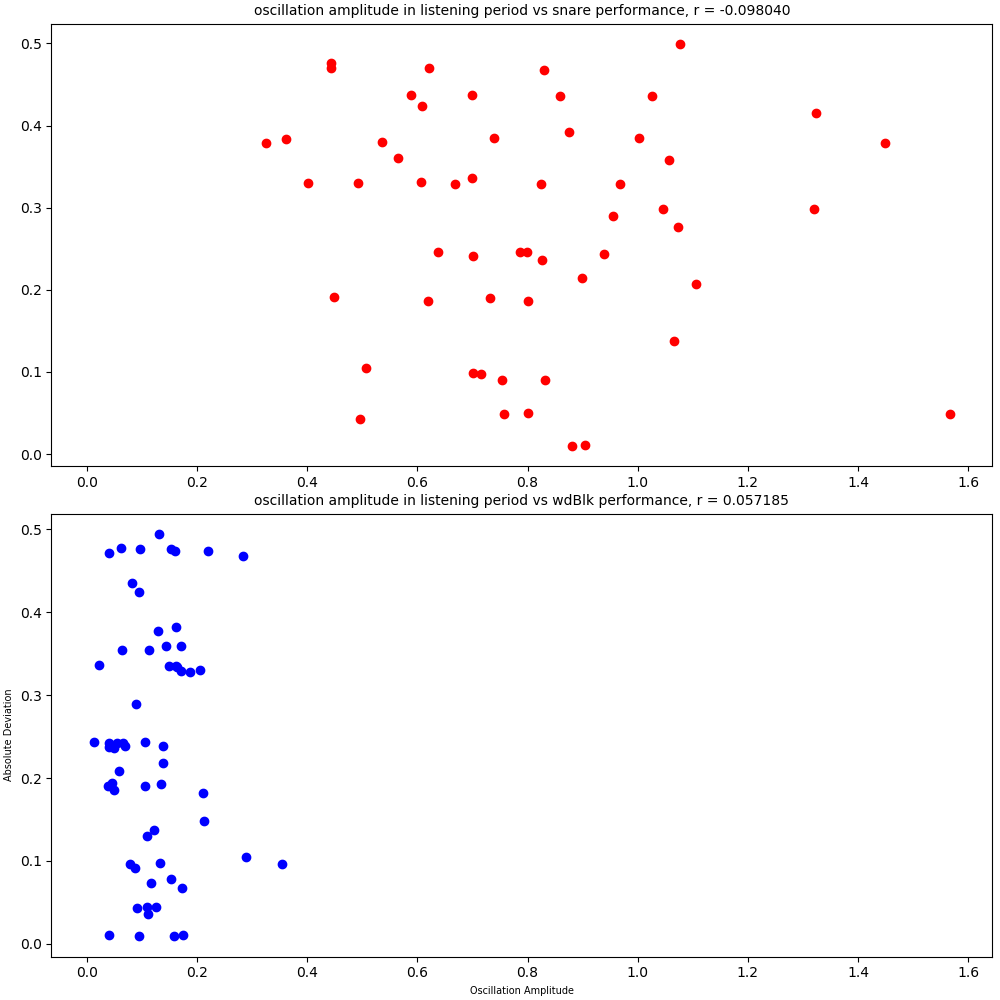 oscillation amplitude in listening period vs snare performance, r = -0.098040
0.5
0.4
0.3
0.2
0.1
0.0
0.0 0.2 0.4 0.6 0.8 1.0 1.2 1.4 1.6
oscillation amplitude in listening period vs wdBlk performance, r = 0.057185
Absolute Deviation
0.5
0.4
0.3
0.2
0.1
0.0
0.0 0.2 0.4 0.6 0.8 1.0 1.2 1.4 1.6
Oscillation Amplitude